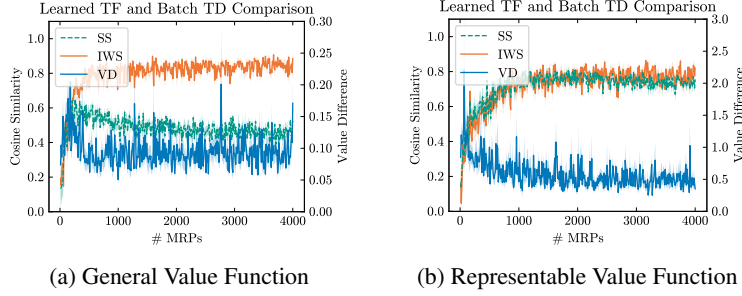 Learned TF and Batch TD Comparison
1.0
0.8
0.6
0.4
0.2
0.0
Cosine Similarity
SS
IWS
VD
0.30
0.25
0.20
0.15
0.10
0.05
0.00
Value Difference
0
1000
2000
3000
4000
# MRPs
(a) General Value Function
Learned TF and Batch TD Comparison
1.0
0.8
0.6
0.4
0.2
0.0
Cosine Similarity
SS
IWS
VD
3.0
2.5
2.0
1.5
1.0
0.5
0.0
Value Difference
0
1000
2000
3000
4000
# MRPs
(b) Representable Value Function